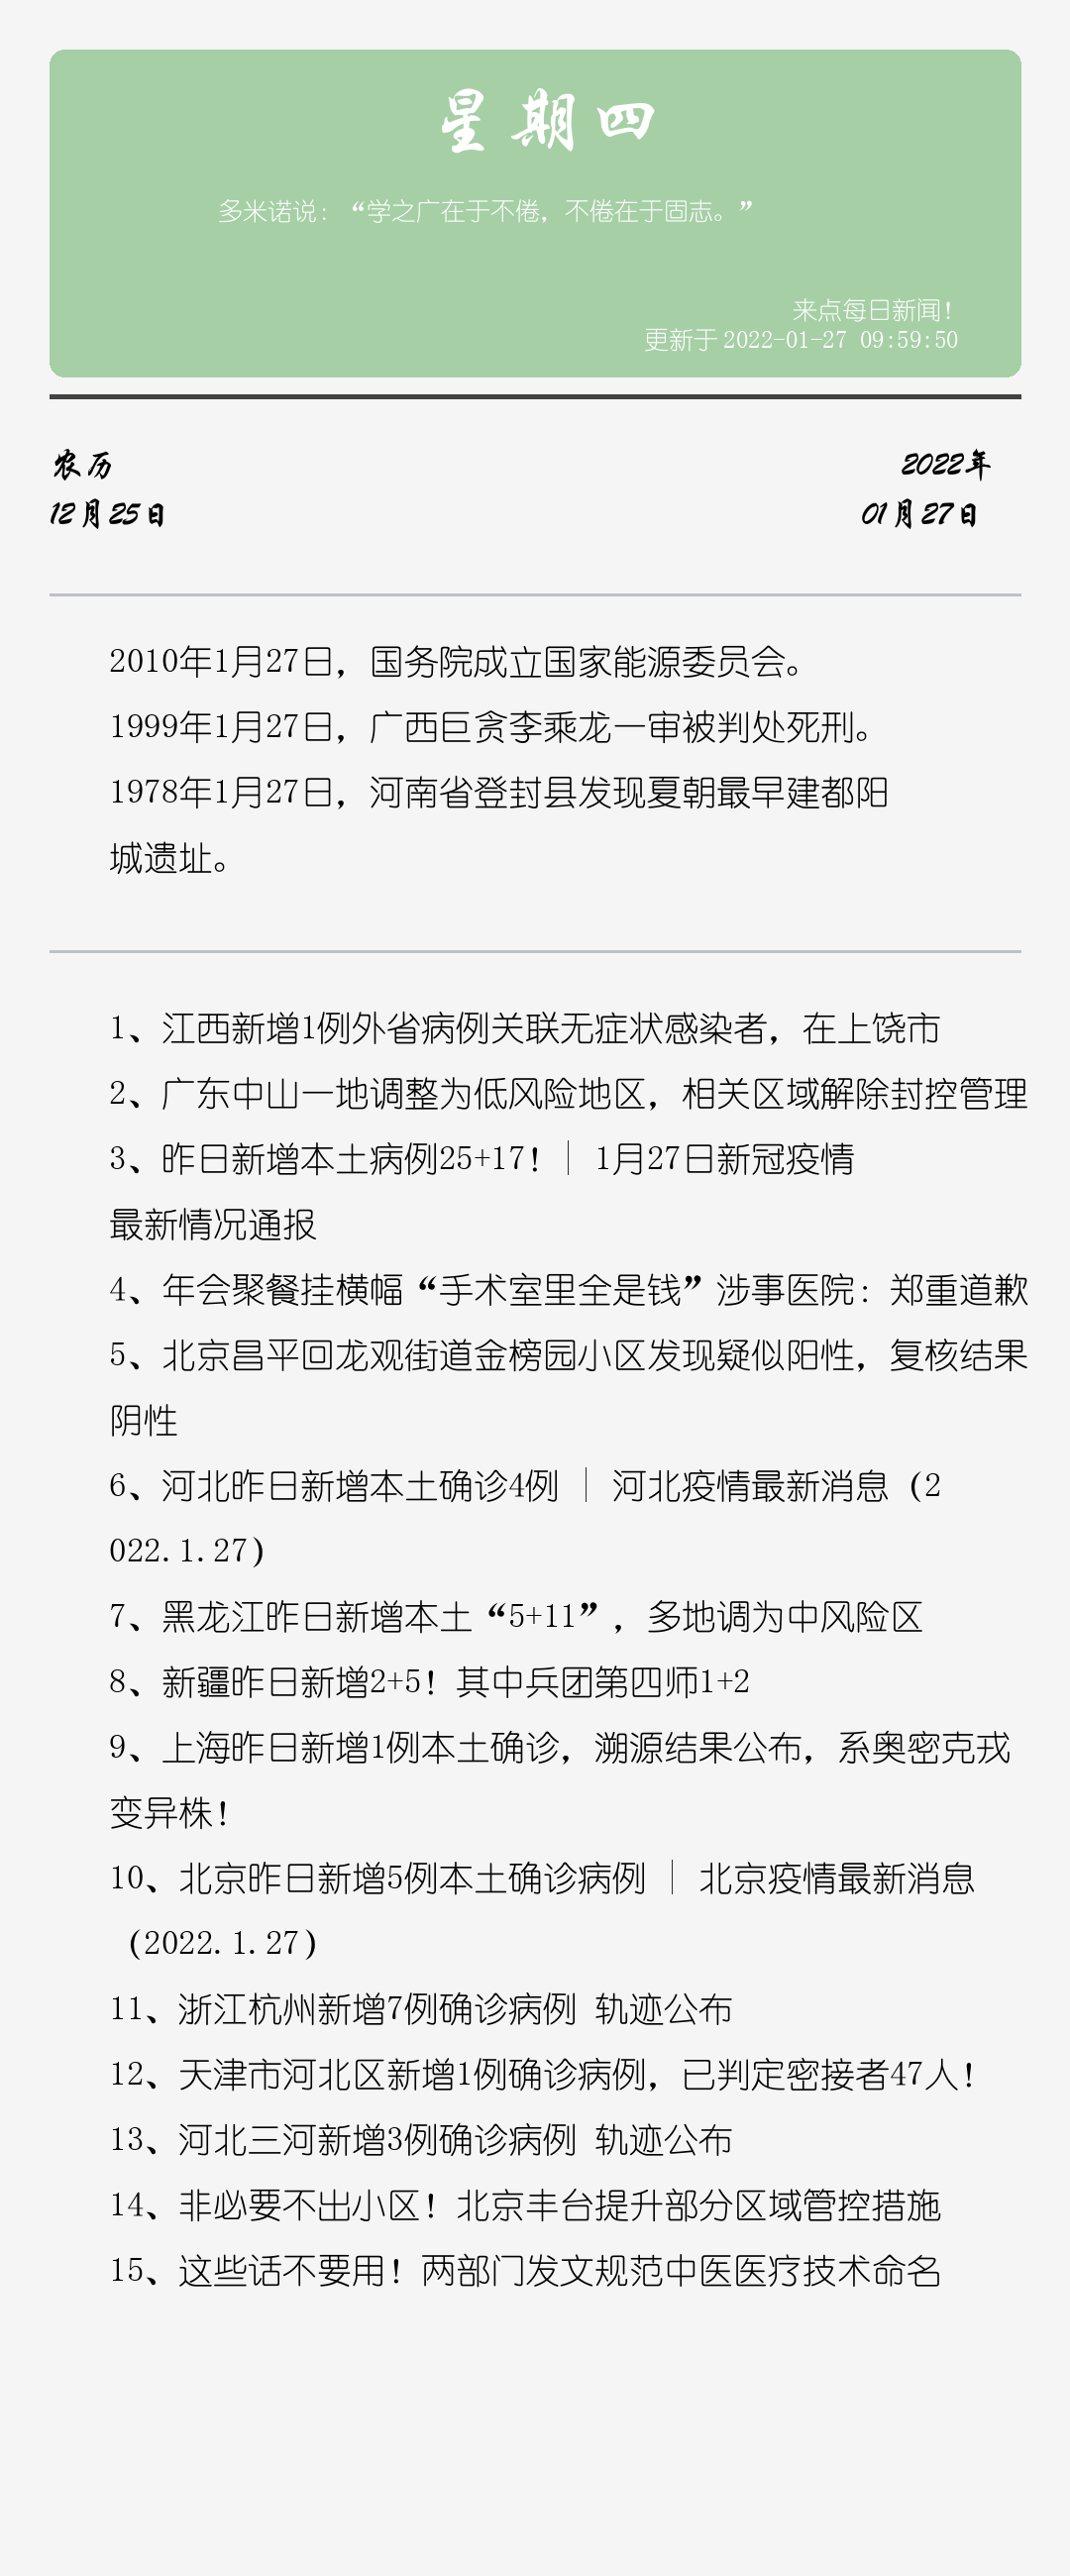 星期四
多米诺说：“学之广在于不倦，不倦在于固志。”
来点每日新闻！
更新于 2022-01-27 09:59:50
农历
2022年
12月25日
01月27日
2010年1月27日，国务院成立国家能源委员会。
1999年1月27日，广西巨贪李乘龙一审被判处死刑。
1978年1月27日，河南省登封县发现夏朝最早建都阳
城遗址。
1、江西新增1例外省病例关联无症状感染者，在上饶市
2、广东中山一地调整为低风险地区，相关区域解除封控管理
3、昨日新增本土病例25+17！｜ 1月27日新冠疫情
最新情况通报
4、年会聚餐挂横幅“手术室里全是钱”涉事医院：郑重道歉
5、北京昌平回龙观街道金榜园小区发现疑似阳性，复核结果
阴性
6、河北昨日新增本土确诊4例 ｜ 河北疫情最新消息（2
022.1.27）
7、黑龙江昨日新增本土“5+11”，多地调为中风险区
8、新疆昨日新增2+5！其中兵团第四师1+2
9、上海昨日新增1例本土确诊，溯源结果公布，系奥密克戎
变异株！
10、北京昨日新增5例本土确诊病例 ｜ 北京疫情最新消息
（2022.1.27）
11、浙江杭州新增7例确诊病例 轨迹公布
12、天津市河北区新增1例确诊病例，已判定密接者47人！
13、河北三河新增3例确诊病例 轨迹公布
14、非必要不出小区！北京丰台提升部分区域管控措施
15、这些话不要用！两部门发文规范中医医疗技术命名